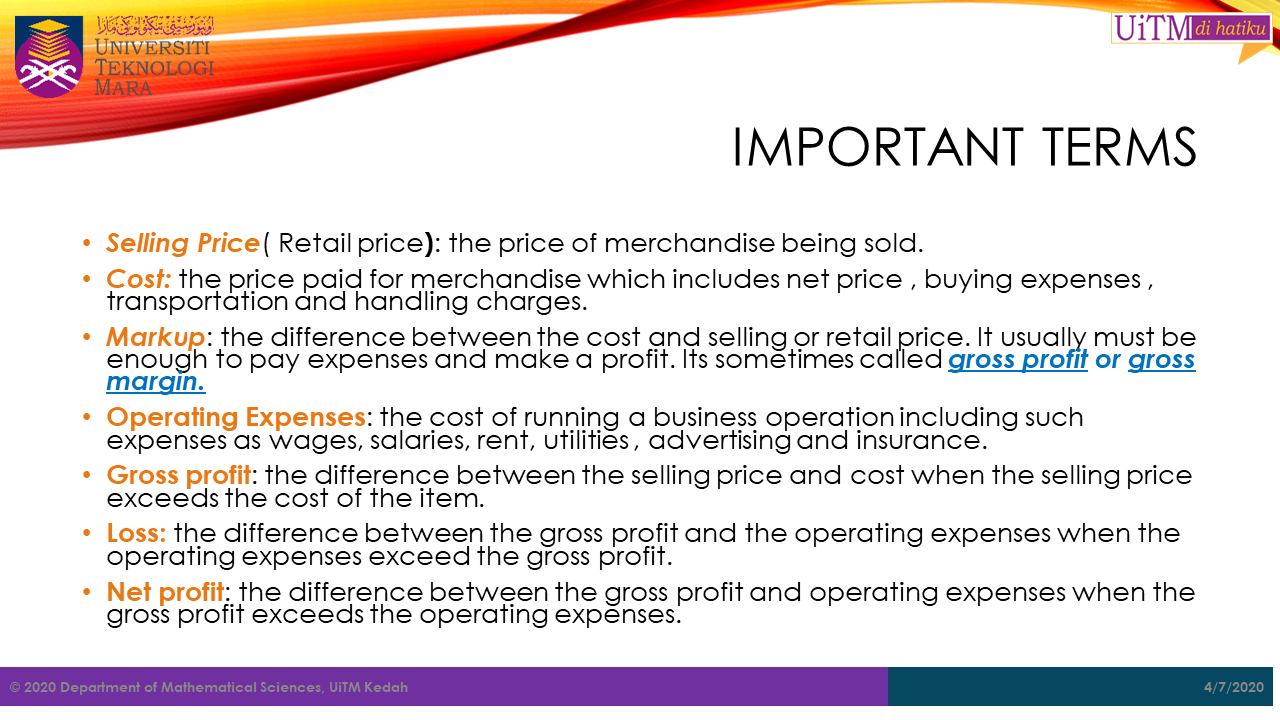 اونيۏرسيتي تيكنولوݢي مارا
UNIVERSITI
TEKNOLOGI
MARA
UiTM di hatiku
IMPORTANT TERMS
• Selling Price( Retail price): the price of merchandise being sold.
• Cost: the price paid for merchandise which includes net price , buying expenses ,
transportation and handling charges.
• Markup: the difference between the cost and selling or retail price. It usually must be
enough to pay expenses and make a profit. Its sometimes called gross profit or gross
margin.
• Operating Expenses: the cost of running a business operation including such
expenses as wages, salaries, rent, utilities , advertising and insurance.
• Gross profit: the difference between the selling price and cost when the selling price
exceeds the cost of the item.
• Loss: the difference between the gross profit and the operating expenses when the
operating expenses exceed the gross profit.
• Net profit: the difference between the gross profit and operating expenses when the
gross profit exceeds the operating expenses.
© 2020 Department of Mathematical Sciences, UiTM Kedah
4/7/2020